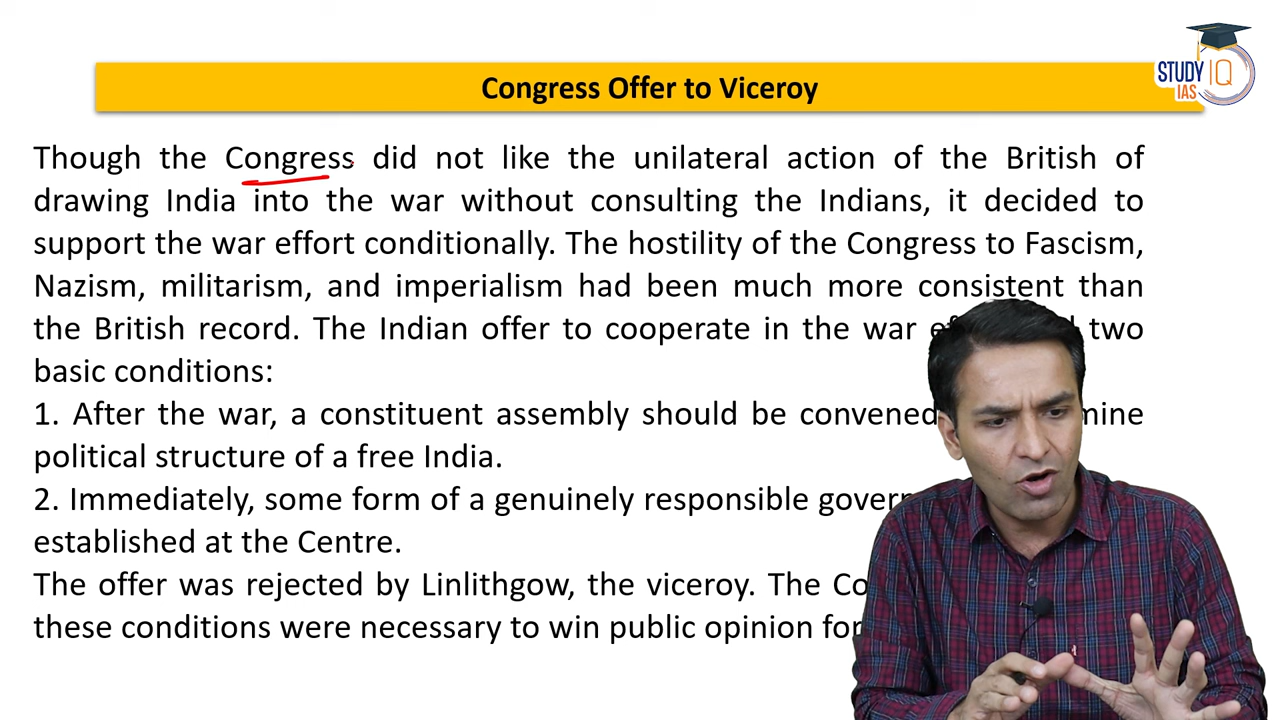 Congress Offer to Viceroy
STUDY IQ
IAS
Though the Congress did not like the unilateral action of the British of
drawing India into the war without consulting the Indians, it decided to
support the war effort conditionally. The hostility of the Congress to Fascism,
Nazism, militarism, and imperialism had been much more consistent than
the British record. The Indian offer to cooperate in the war two
basic conditions:
1. After the war, a constituent assembly should be convened
political structure of a free India.
2. Immediately, some form of a genuinely responsible
established at the Centre.
The offer was rejected by Linlithgow, the viceroy. The
these conditions were necessary to win public opinion for